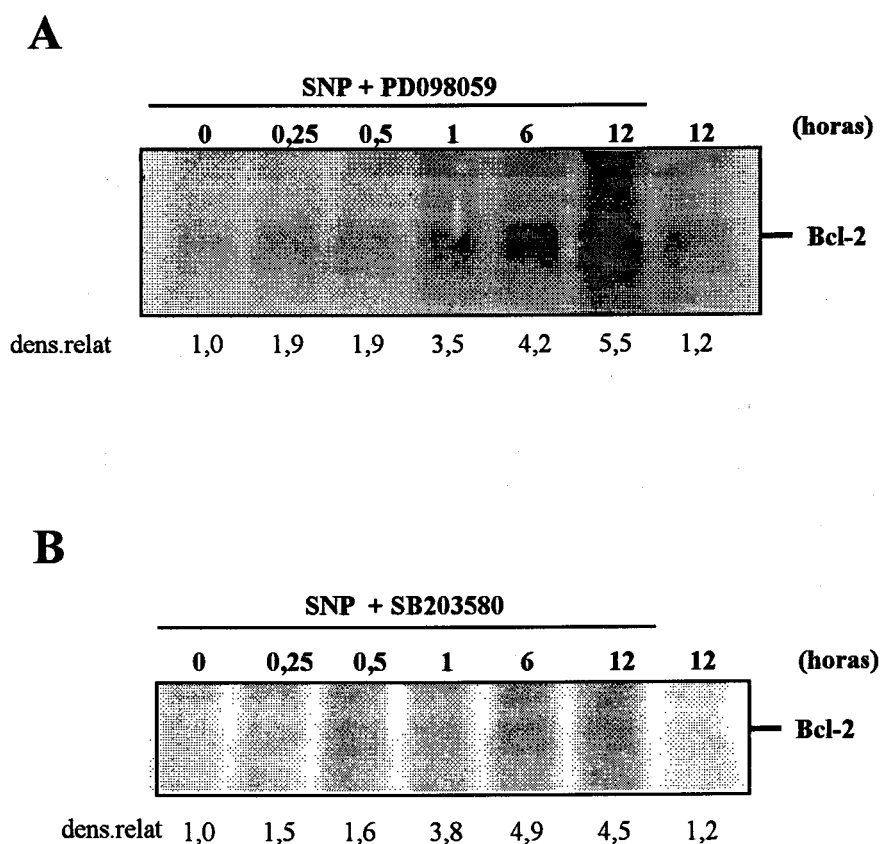 A
SNP + PD098059
0 0,25 0,5 1 6 12 12 (horas)
Bcl-2
dens.relat 1,0 1,9 1,9 3,5 4,2 5,5 1,2
B
SNP + SB203580
0 0,25 0,5 1 6 12 12 (horas)
Bcl-2
dens.relat 1,0 1,5 1,6 3,8 4,9 4,5 1,2